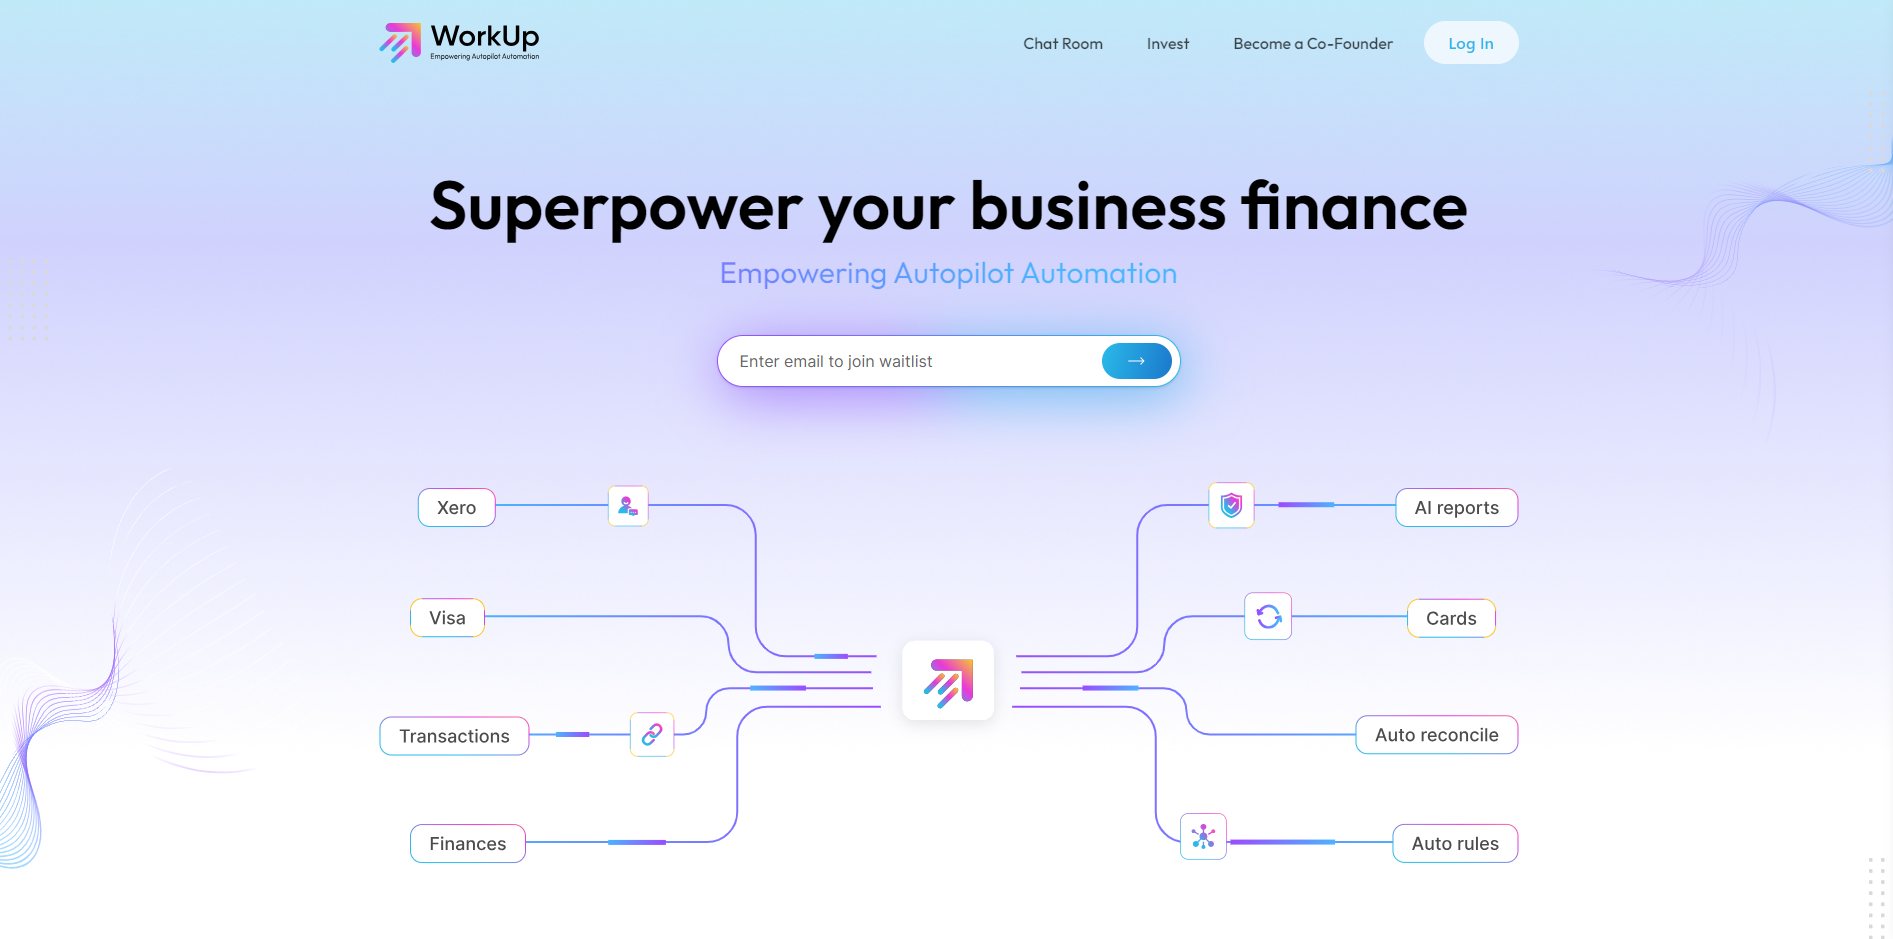 WorkUp
Empowering Autopilot Automation
Chat Room
Invest
Become a Co-Founder
Log In
Superpower your business finance
Empowering Autopilot Automation
Enter email to join waitlist
Xero
AI reports
Visa
Cards
Transactions
Auto reconcile
Finances
Auto rules